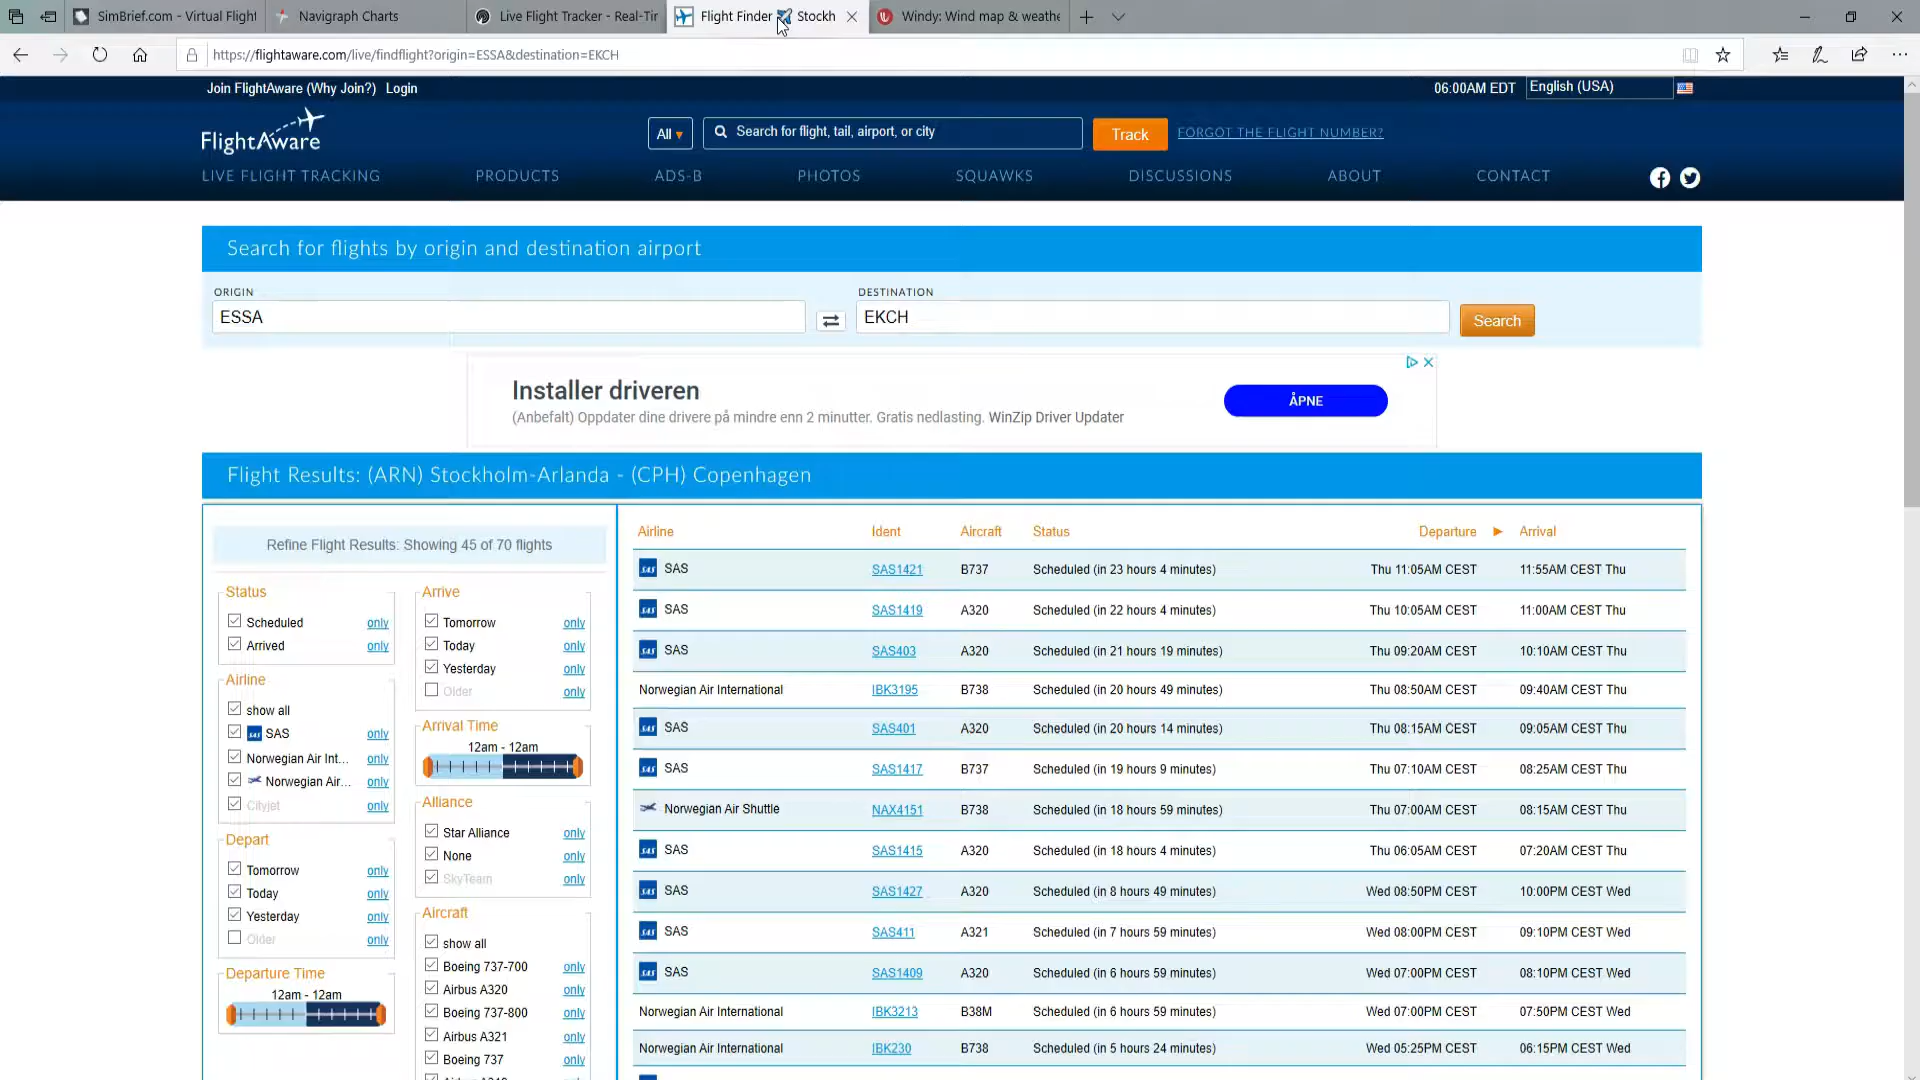 SimBrief.com - Virtual Flight
Navigraph Charts
Live Flight Tracker - Real-Tir
Flight Finder
Stockh
Windy: Wind map & weathe
https://flightaware.com/live/findflight?origin=ESSA&destination=EKCH
Join FlightAware (Why Join?) Login
06:00AM EDT
English (USA)
FlightAware
All
Search for flight, tail, airport, or city
Track
FORGOT THE FLIGHT NUMBER?
LIVE FLIGHT TRACKING
PRODUCTS
ADS-B
PHOTOS
SQUAWKS
DISCUSSIONS
ABOUT
CONTACT
Search for flights by origin and destination airport
ORIGIN
DESTINATION
ESSA
EKCH
Search
Installer driveren
(Anbefalt) Oppdater dine drivere på mindre enn 2 minutter. Gratis nedlasting. WinZip Driver Updater
ÅPNE
Flight Results: (ARN) Stockholm-Arlanda - (CPH) Copenhagen
Refine Flight Results: Showing 45 of 70 flights
Status
Scheduled only
Arrived only
Airline
show all
SAS SAS only
Norwegian Air Int... only
Norwegian Air... only
Cityjet only
Depart
Tomorrow only
Today only
Yesterday only
Older only
Departure Time
12am - 12am
Arrive
Tomorrow only
Today only
Yesterday only
Older only
Arrival Time
12am - 12am
Alliance
Star Alliance only
None only
SkyTeam only
Aircraft
show all
Boeing 737-700 only
Airbus A320 only
Boeing 737-800 only
Airbus A321 only
Boeing 737 only
Airline Ident Aircraft Status Departure Arrival
SAS SAS SAS1421 B737 Scheduled (in 23 hours 4 minutes) Thu 11:05AM CEST 11:55AM CEST Thu
SAS SAS SAS1419 A320 Scheduled (in 22 hours 4 minutes) Thu 10:05AM CEST 11:00AM CEST Thu
SAS SAS SAS403 A320 Scheduled (in 21 hours 19 minutes) Thu 09:20AM CEST 10:10AM CEST Thu
Norwegian Air International IBK3195 B738 Scheduled (in 20 hours 49 minutes) Thu 08:50AM CEST 09:40AM CEST Thu
SAS SAS SAS401 A320 Scheduled (in 20 hours 14 minutes) Thu 08:15AM CEST 09:05AM CEST Thu
SAS SAS SAS1417 B737 Scheduled (in 19 hours 9 minutes) Thu 07:10AM CEST 08:25AM CEST Thu
Norwegian Air Shuttle NAX4151 B738 Scheduled (in 18 hours 59 minutes) Thu 07:00AM CEST 08:15AM CEST Thu
SAS SAS SAS1415 A320 Scheduled (in 18 hours 4 minutes) Thu 06:05AM CEST 07:20AM CEST Thu
SAS SAS SAS1427 A320 Scheduled (in 8 hours 49 minutes) Wed 08:50PM CEST 10:00PM CEST Wed
SAS SAS SAS411 A321 Scheduled (in 7 hours 59 minutes) Wed 08:00PM CEST 09:10PM CEST Wed
SAS SAS SAS1409 A320 Scheduled (in 6 hours 59 minutes) Wed 07:00PM CEST 08:10PM CEST Wed
Norwegian Air International IBK3213 B38M Scheduled (in 6 hours 59 minutes) Wed 07:00PM CEST 07:50PM CEST Wed
Norwegian Air International IBK230 B738 Scheduled (in 5 hours 24 minutes) Wed 05:25PM CEST 06:15PM CEST Wed